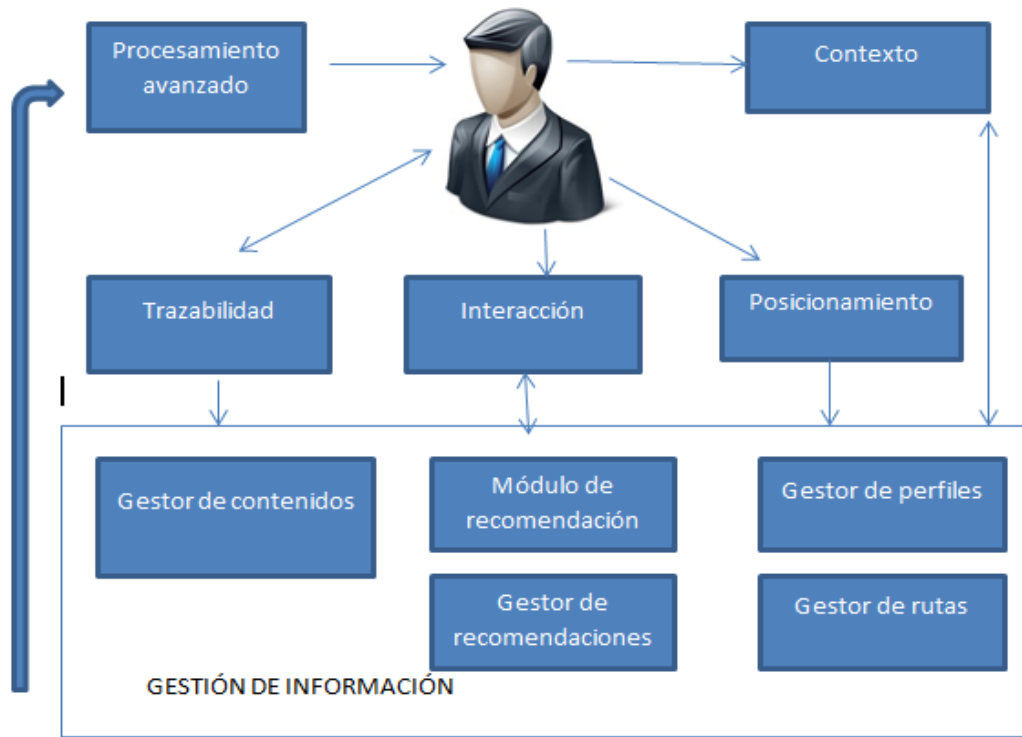 Procesamiento
avanzado
Contexto
Trazabilidad
Interacción
Posicionamiento
Gestor de contenidos
Módulo de
recomendación
Gestor de perfiles
Gestor de
recomendaciones
Gestor de rutas
GESTIÓN DE INFORMACIÓN